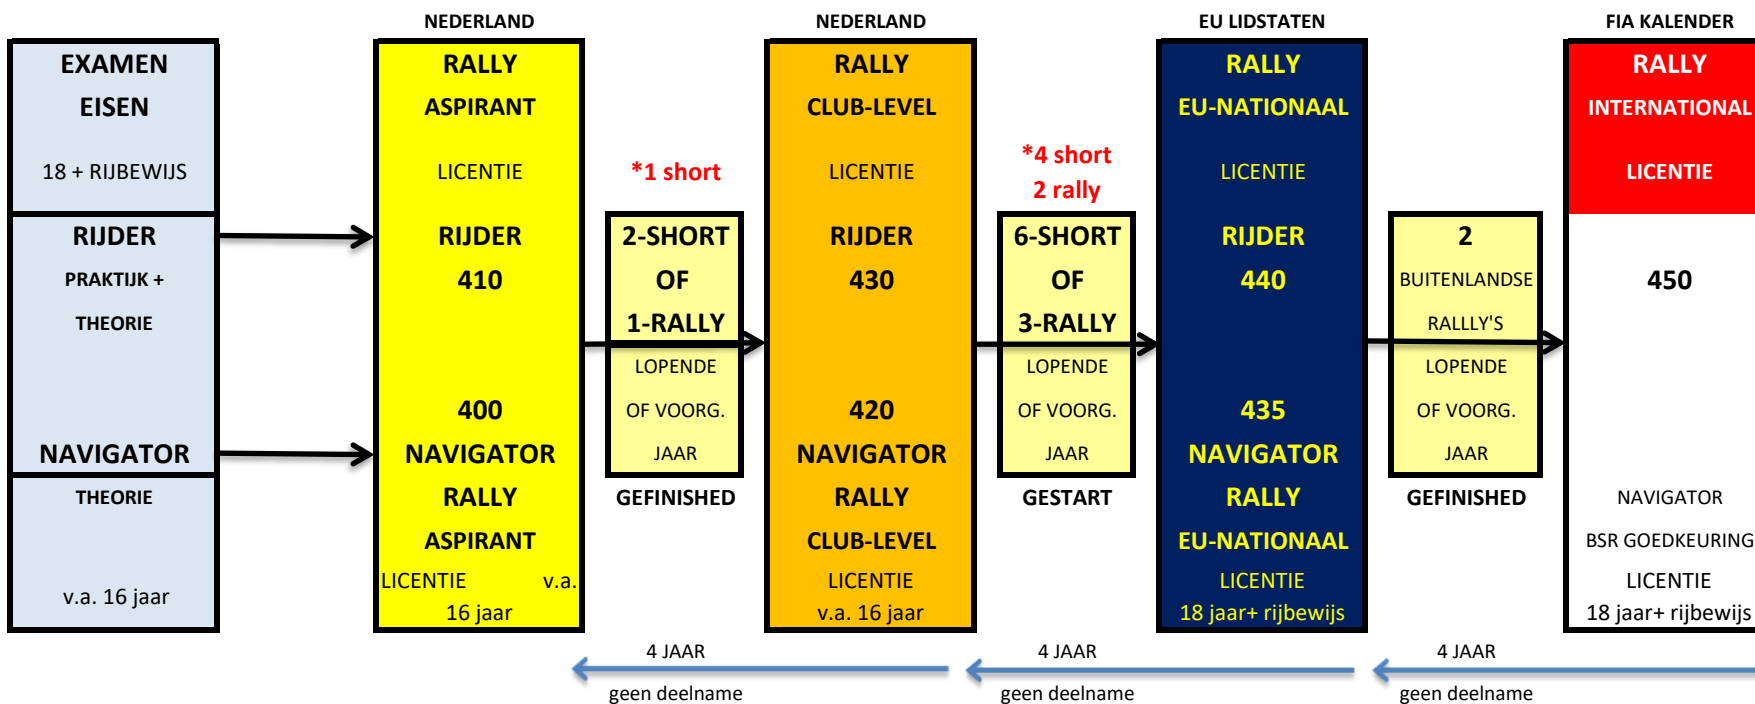 NEDERLAND
NEDERLAND
EU LIDSTATEN
FIA KALENDER
EXAMEN
EISEN
18 + RIJBEWIJS
RIJDER
PRAKTIJK +
THEORIE
NAVIGATOR
THEORIE
v.a. 16 jaar
RALLY
ASPIRANT
LICENTIE
RIJDER
410
400
NAVIGATOR
RALLY
ASPIRANT
LICENTIE v.a.
16 jaar
*1 short
2-SHORT
OF
1-RALLY
LOPENDE
OF VOORG.
JAAR
GEFINISHED
RALLY
CLUB-LEVEL
LICENTIE
RIJDER
430
420
NAVIGATOR
RALLY
CLUB-LEVEL
LICENTIE
v.a. 16 jaar
*4 short
2 rally
6-SHORT
OF
3-RALLY
LOPENDE
OF VOORG.
JAAR
GESTART
RALLY
EU-NATIONAAL
LICENTIE
RIJDER
440
435
NAVIGATOR
RALLY
EU-NATIONAAL
LICENTIE
18 jaar+ rijbewijs
2
BUITENLANDSE
RALLLY'S
LOPENDE
OF VOORG.
JAAR
GEFINISHED
RALLY
INTERNATIONAL
LICENTIE
450
NAVIGATOR
BSR GOEDKEURING
LICENTIE
18 jaar+ rijbewijs
4 JAAR
geen deelname
4 JAAR
geen deelname
4 JAAR
geen deelname